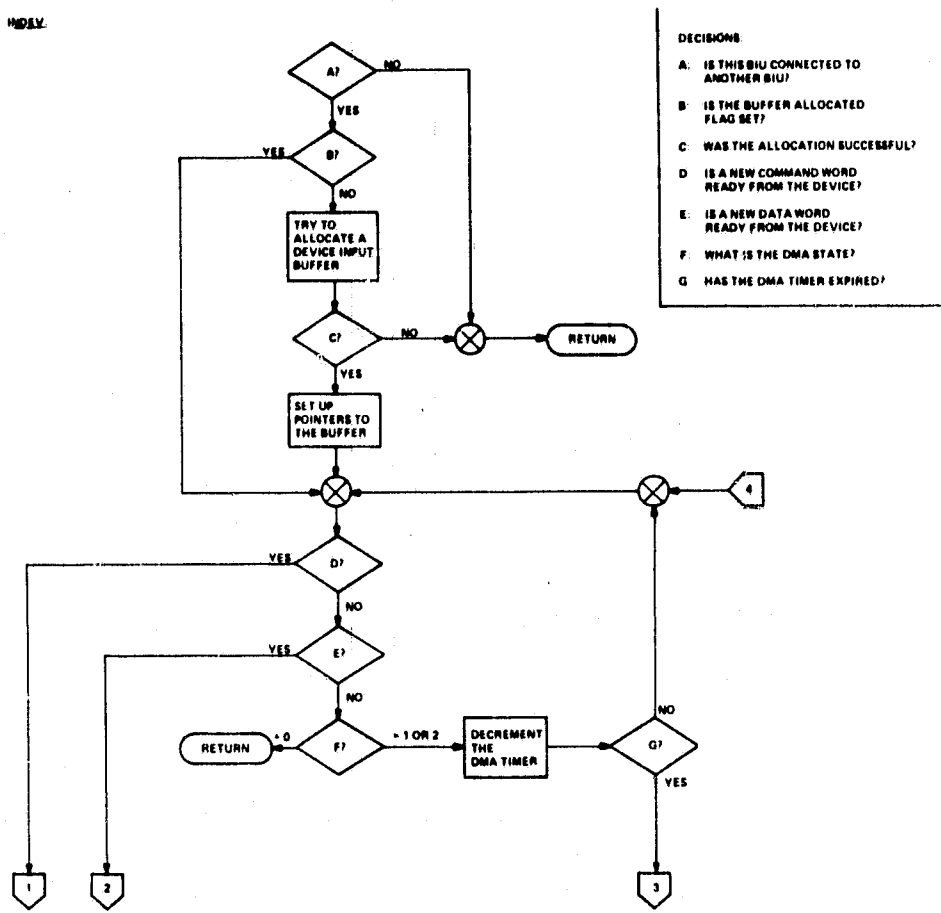 INDEV
DECISIONS:
A: IS THIS BIU CONNECTED TO
ANOTHER BIU?
B: IS THE BUFFER ALLOCATED
FLAG SET?
C: WAS THE ALLOCATION SUCCESSFUL?
D: IS A NEW COMMAND WORD
READY FROM THE DEVICE?
E: IS A NEW DATA WORD
READY FROM THE DEVICE?
F: WHAT IS THE DMA STATE?
G: HAS THE DMA TIMER EXPIRED?
A?
NO
YES
B?
YES
NO
TRY TO
ALLOCATE A
DEVICE INPUT
BUFFER
C?
NO
RETURN
YES
SET UP
POINTERS TO
THE BUFFER
4
D?
YES
NO
E?
YES
NO
RETURN
= 0
F?
= 1 OR 2
DECREMENT
THE
DMA TIMER
G?
NO
YES
1
2
3